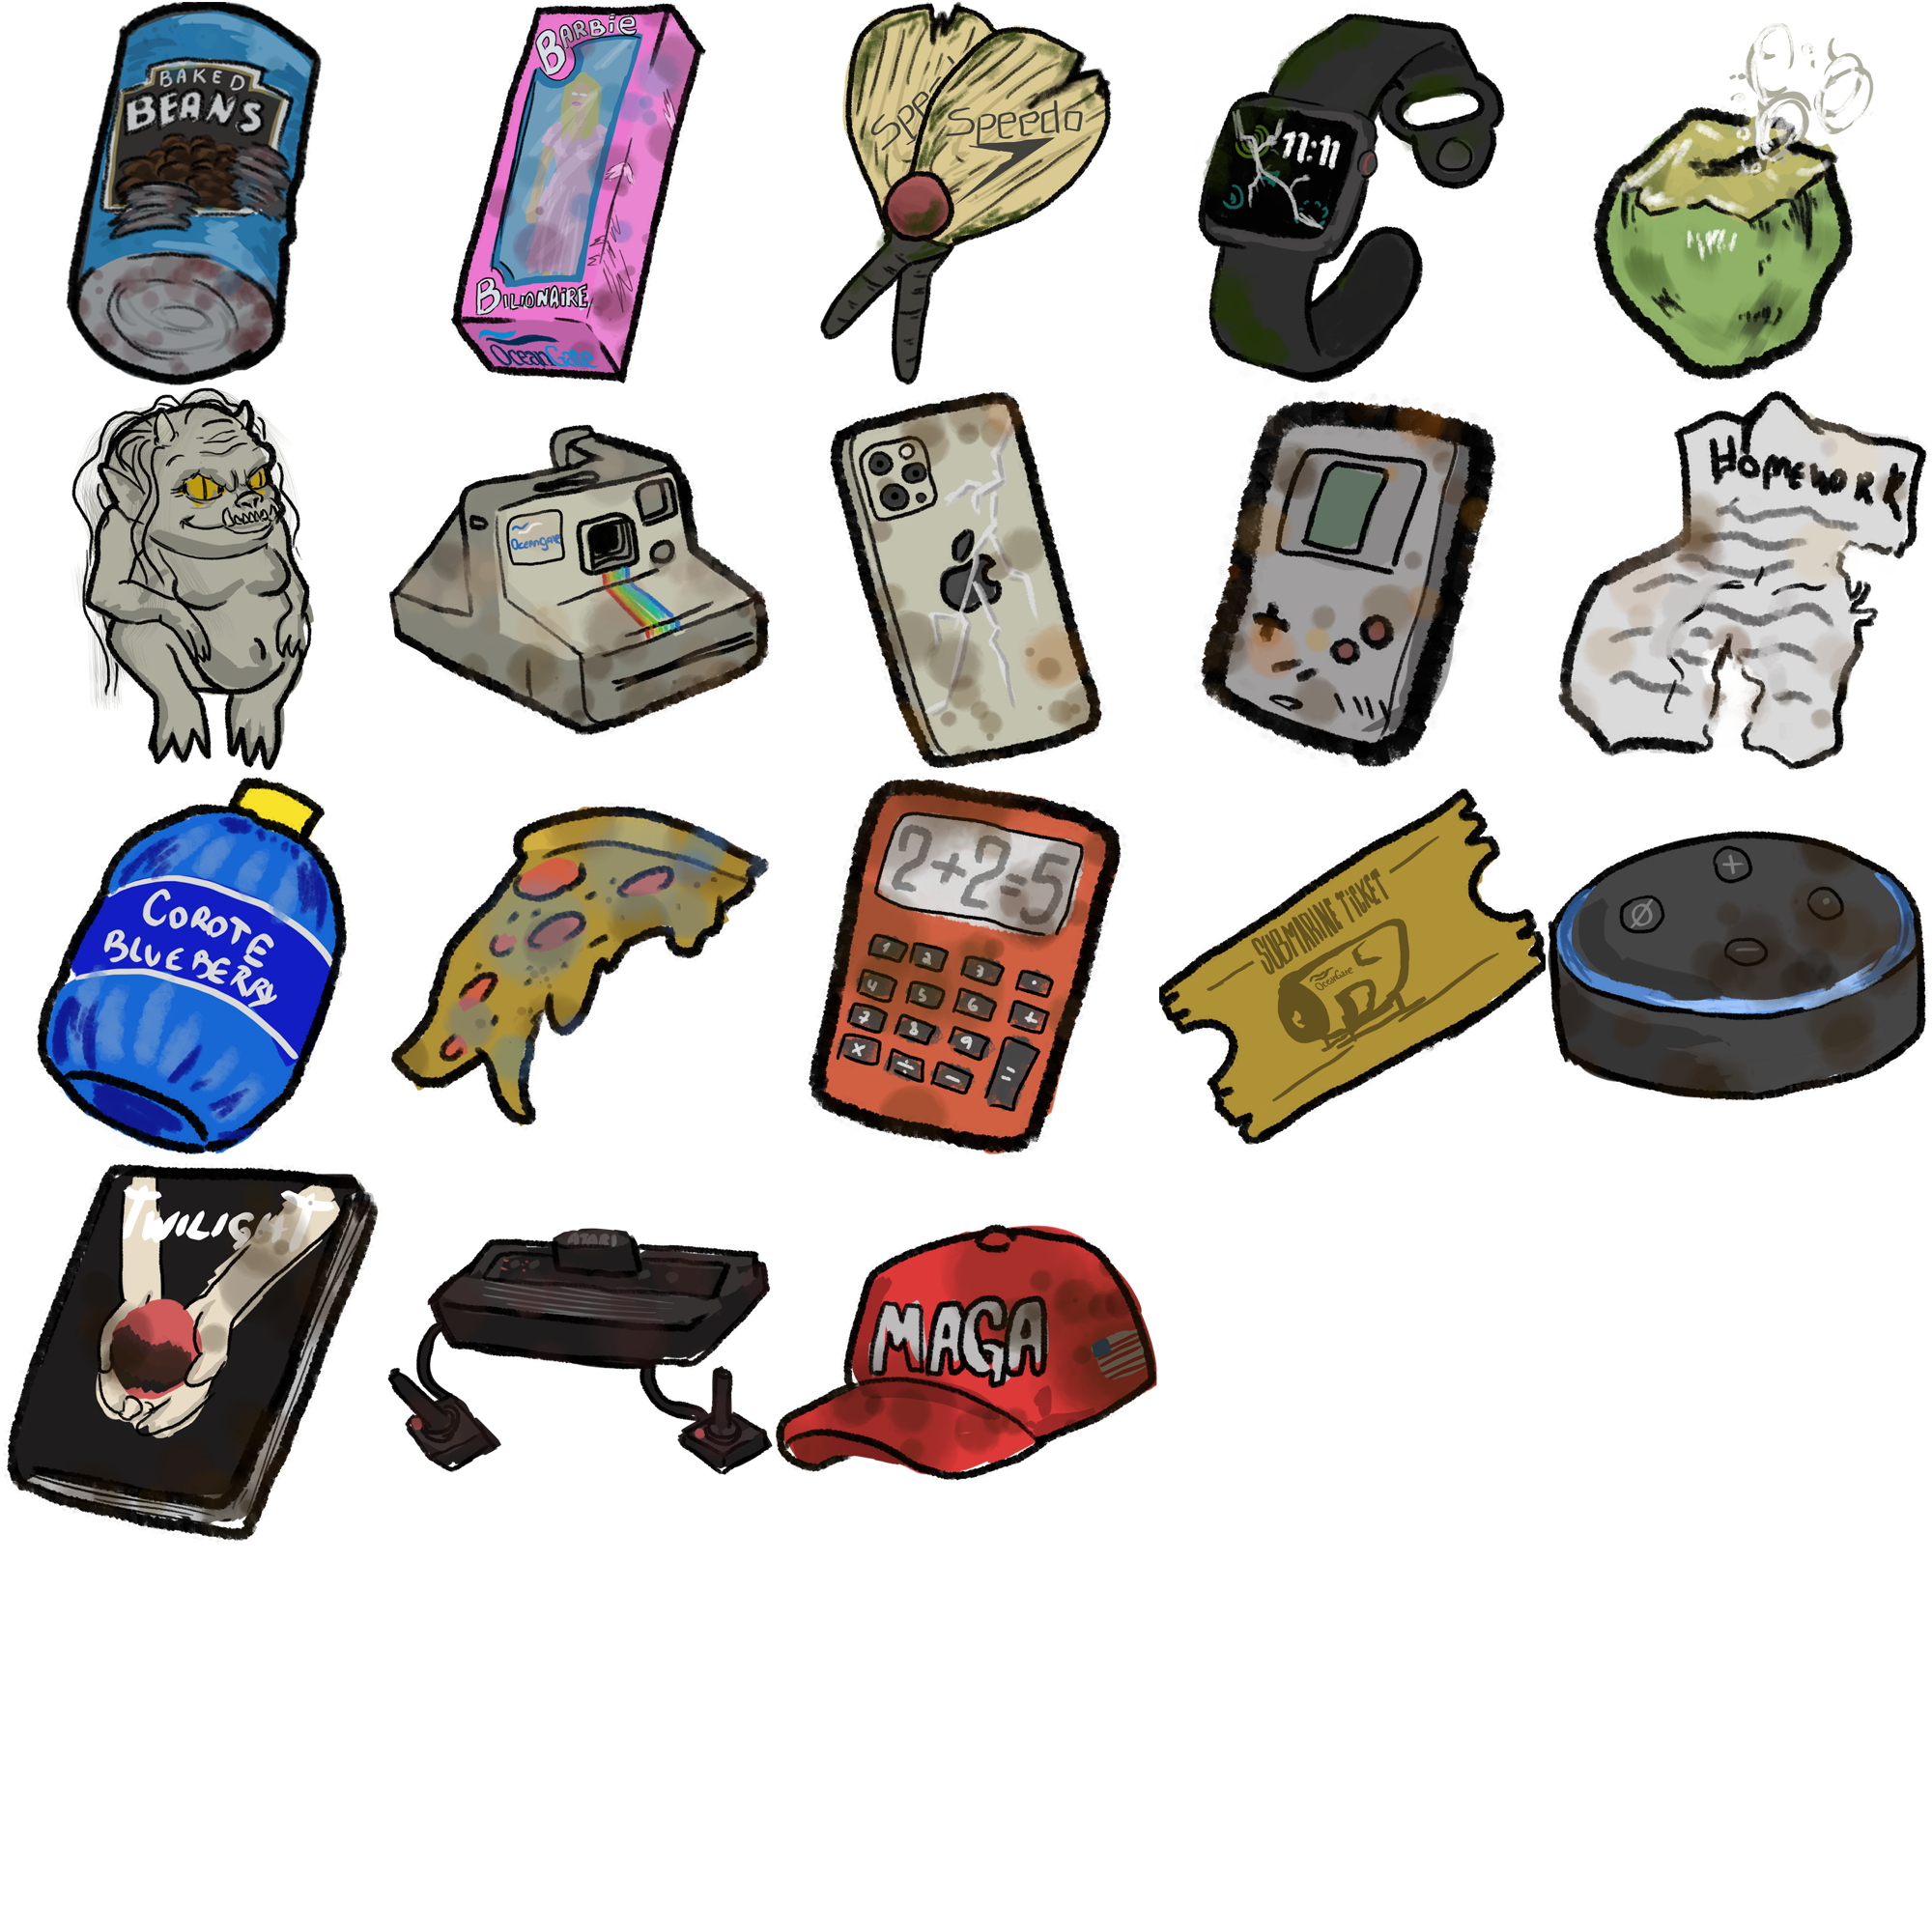 BAKED
BEANS
BARBIE
BILIONAIRE
OceanGate
Speedo
11:11
Oceangate
HOMEWORK
COROTE
BLUEBERRY
2+2=5
1 2 3 .
4 5 6 +
7 8 9 =
x ÷ -
SUBMARINE TICKET
OceanGate
TWILIGHT
ATARI
MAGA